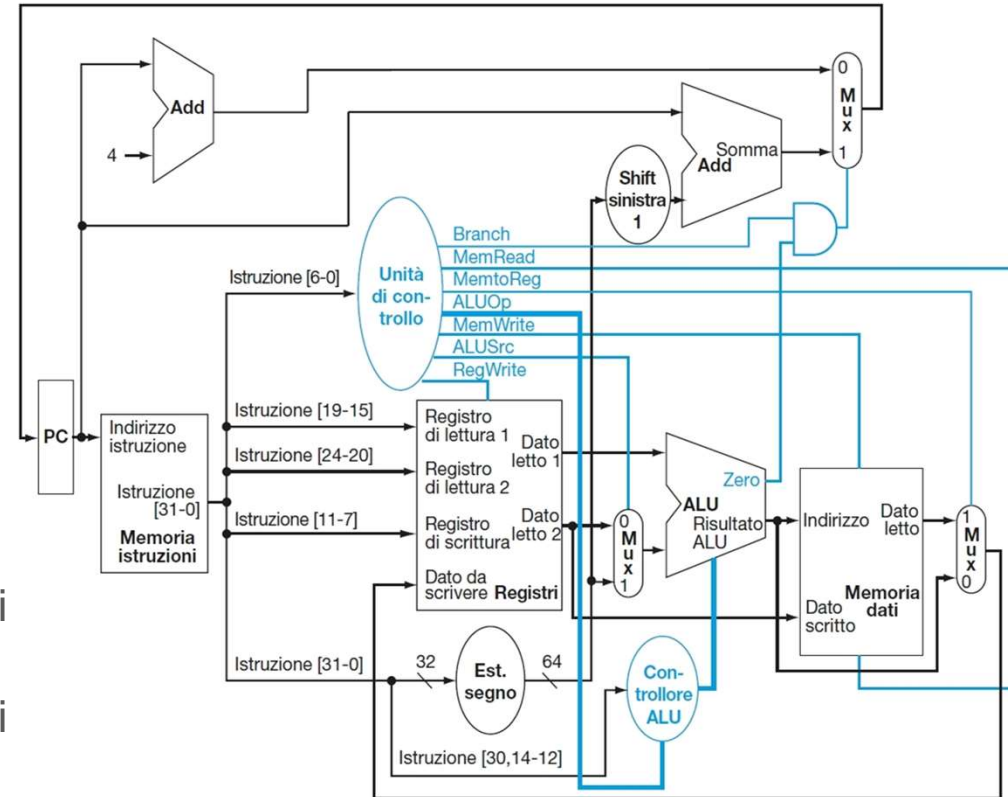 Add
4
0
Mux
1
Somma
Add
Shift
sinistra
1
Branch
MemRead
MemtoReg
ALUOp
MemWrite
ALUSrc
RegWrite
Unità
di con-
trollo
Istruzione [6-0]
Istruzione [19-15]
Istruzione [24-20]
Istruzione [11-7]
PC
Indirizzo
istruzione
Istruzione
[31-0]
Memoria
istruzioni
Registro
di lettura 1
Dato
letto 1
Registro
di lettura 2
Registro
di scrittura
Dato
letto 2
Dato da
scrivere
Registri
0
Mux
1
Zero
ALU
Risultato
ALU
Indirizzo
Dato
letto
Memoria
dati
Dato
scritto
1
Mux
0
i
i
Istruzione [31-0]
32
Est.
segno
64
Con-
trollore
ALU
Istruzione [30,14-12]